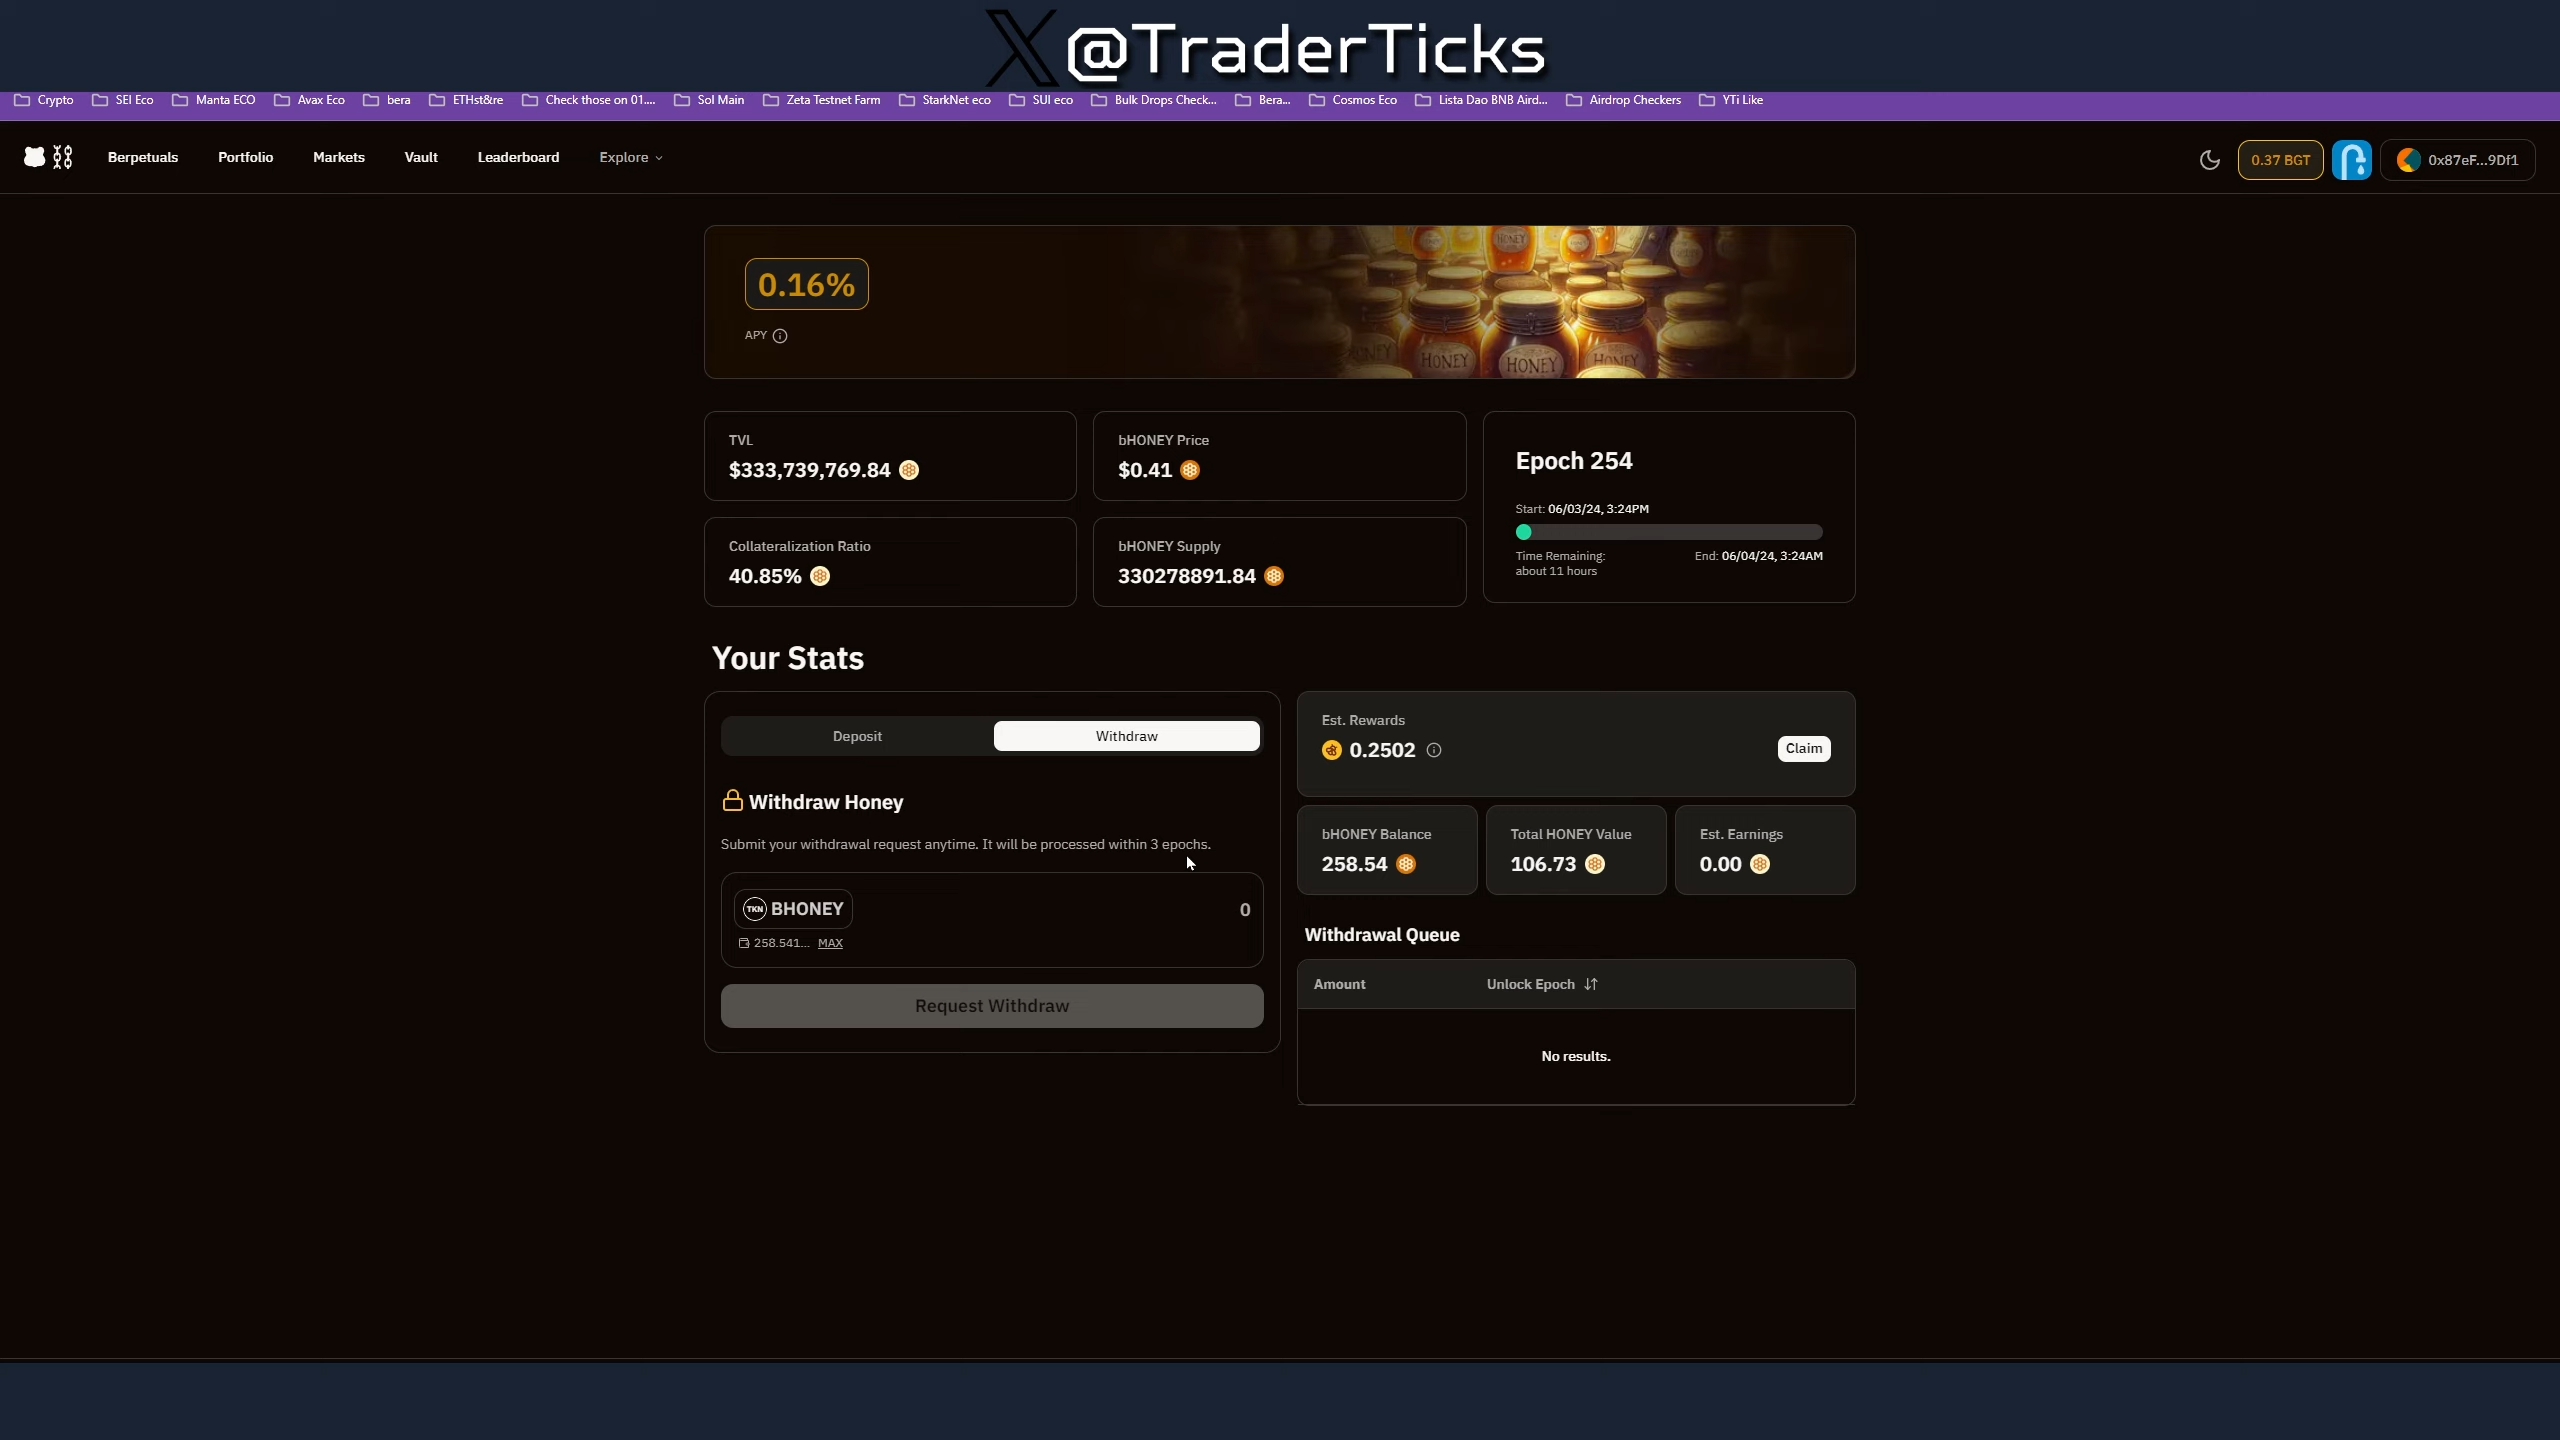 X @TraderTicks
Crypto SEI Eco Manta ECO Avax Eco bera ETHst&re Check those on 01.... Sol Main Zeta Testnet Farm StarkNet eco SUI eco Bulk Drops Check... Bera... Cosmos Eco Lista Dao BNB Aird... Airdrop Checkers YTi Like
Berpetuals Portfolio Markets Vault Leaderboard Explore 0.37 BGT 0x87eF...9Df1
0.16%
APY
HONEY
HONEY HONEY HONEY HONEY
TVL
$333,739,769.84
bHONEY Price
$0.41
Collateralization Ratio
40.85%
bHONEY Supply
330278891.84
Epoch 254
Start: 06/03/24, 3:24PM
Time Remaining:
about 11 hours
End: 06/04/24, 3:24AM
Your Stats
Deposit Withdraw
Withdraw Honey
Submit your withdrawal request anytime. It will be processed within 3 epochs.
TKN BHONEY 0
258.541... MAX
Request Withdraw
Est. Rewards
0.2502
Claim
bHONEY Balance
258.54
Total HONEY Value
106.73
Est. Earnings
0.00
Withdrawal Queue
Amount Unlock Epoch
No results.